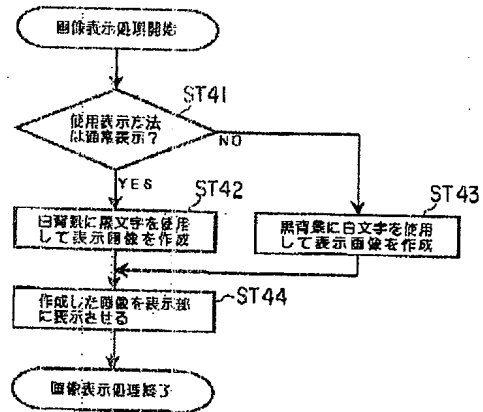 画像表示処理開始
ST41
使用表示方法
は通常表示?
NO
YES
ST42
白背景に黒文字を使用
して表示画像を作成
ST43
黒背景に白文字を使用
して表示画像を作成
作成した画像を表示部
に表示させる
ST44
画像表示処理終了